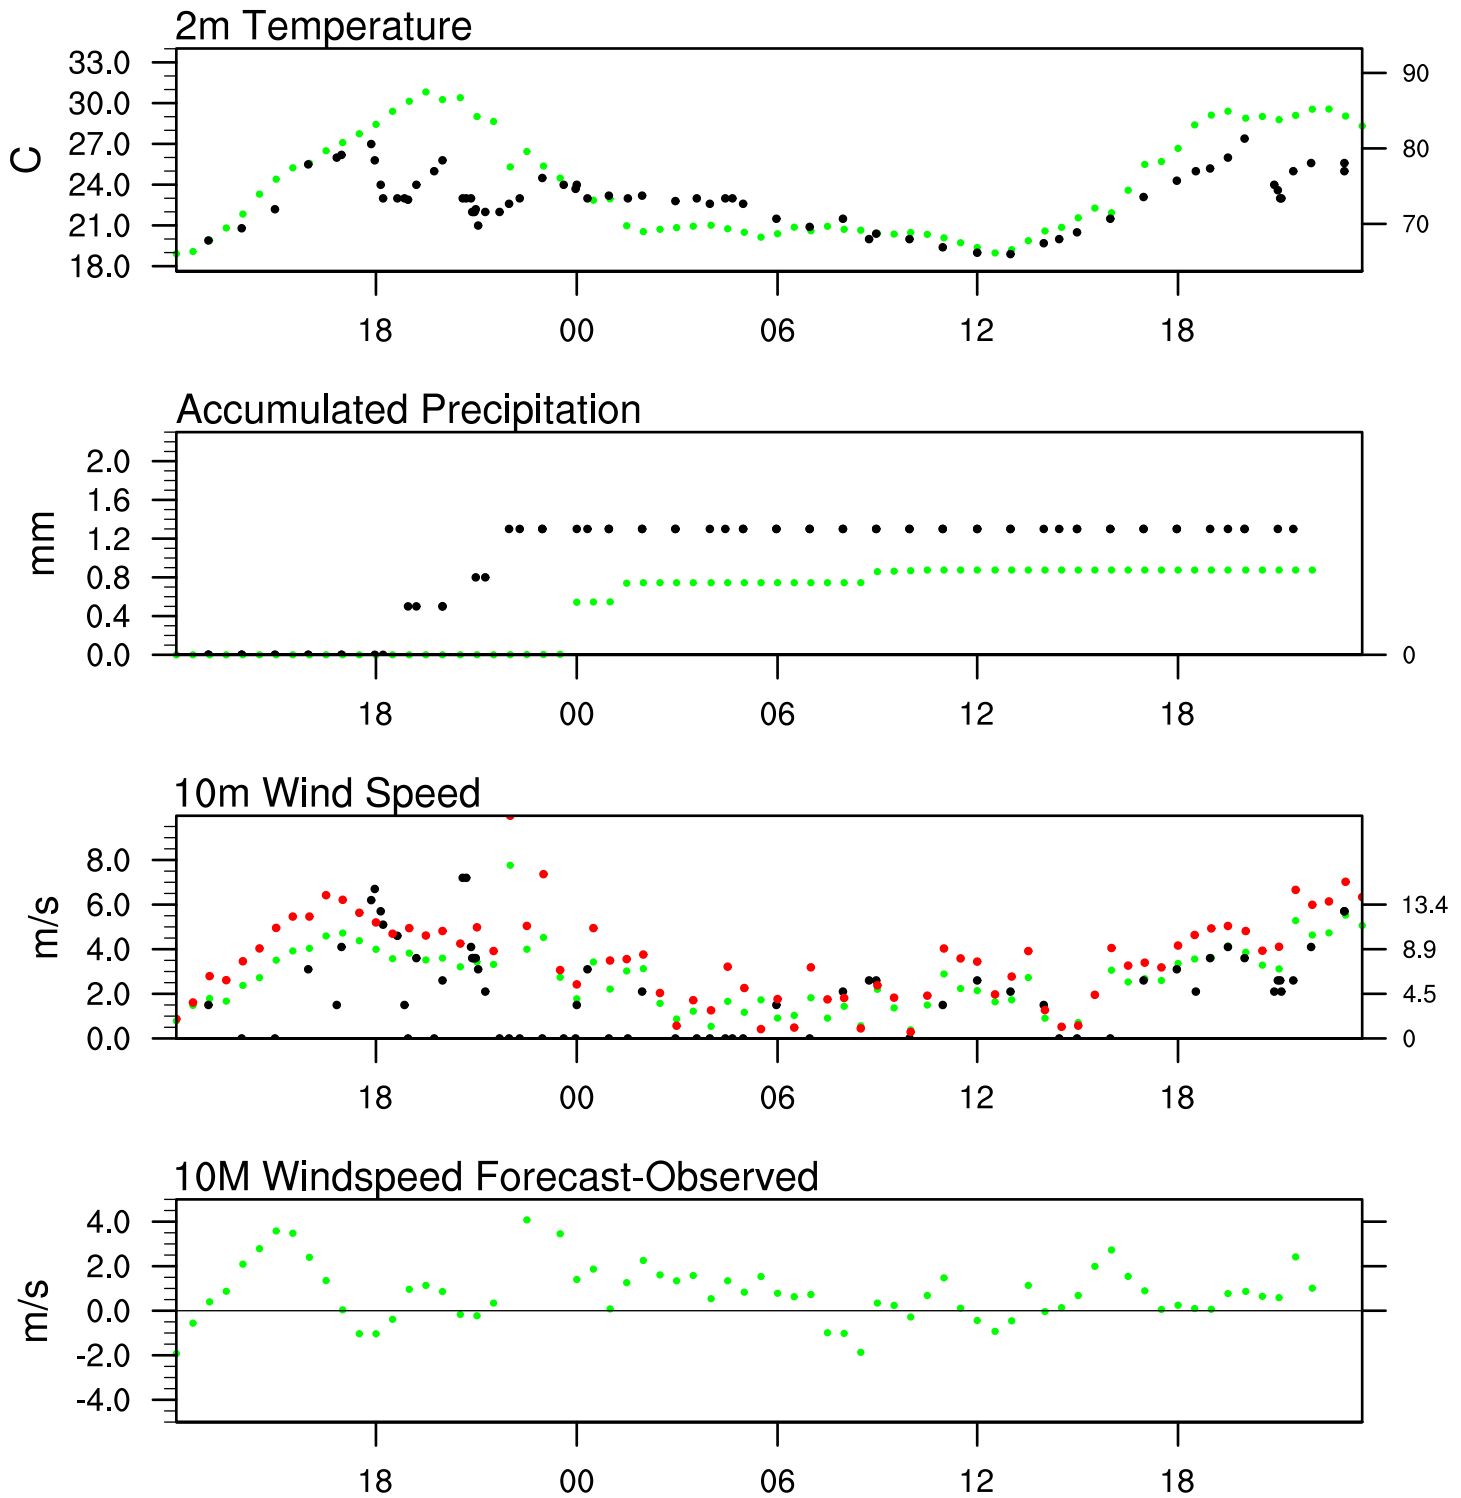 2m Temperature
33.0
90
30.0
27.0
80
C
24.0
21.0
70
18.0
18 00 06 12 18
Accumulated Precipitation
2.0
1.6
1.2
mm
0.8
0.4
0.0
0
18 00 06 12 18
10m Wind Speed
8.0
6.0
13.4
m/s
4.0
8.9
2.0
4.5
0.0
0
18 00 06 12 18
10M Windspeed Forecast-Observed
4.0
2.0
m/s
0.0
-2.0
-4.0
18 00 06 12 18